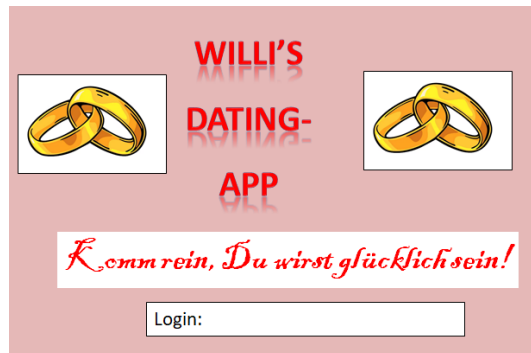 WILLI'S
DATING-
APP
Komm rein, Du wirst glücklich sein!
Login: